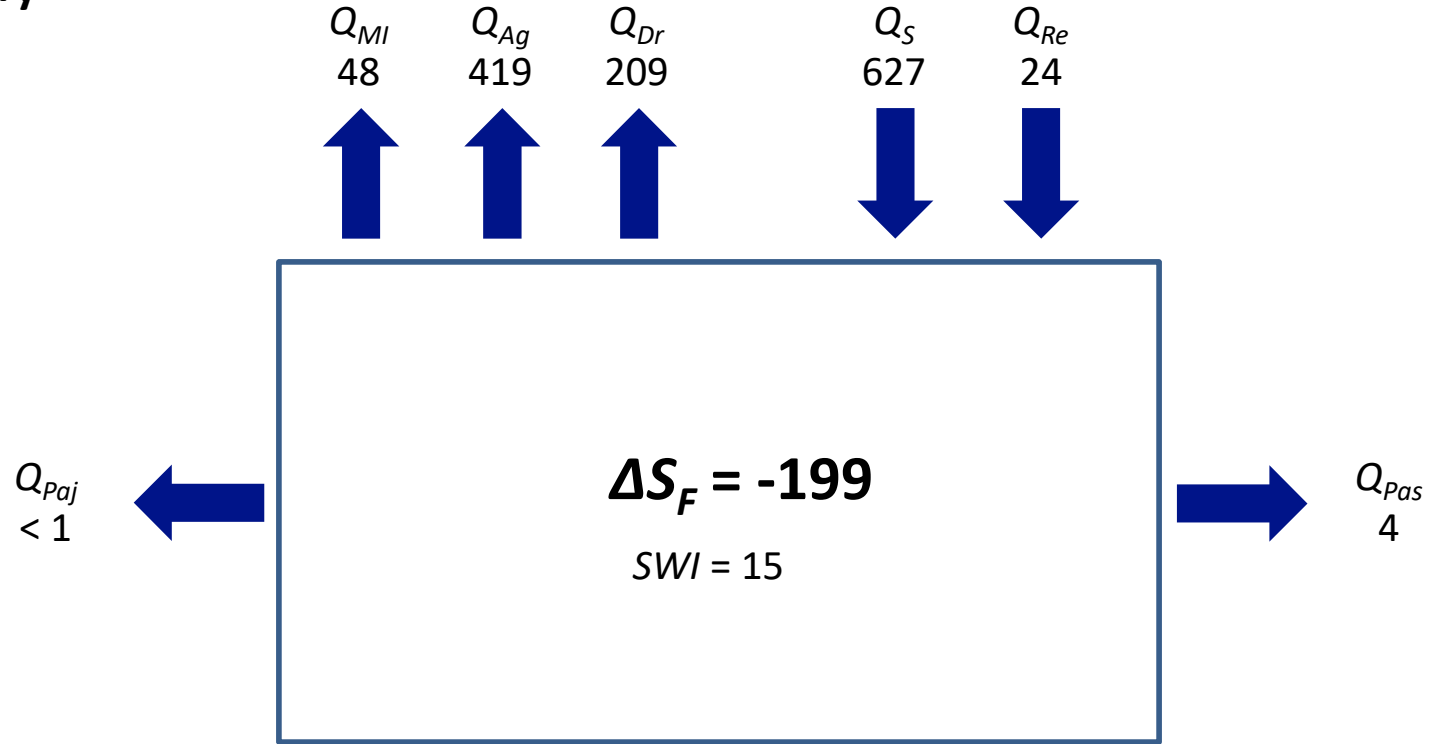 Q_MI Q_Ag Q_Dr Q_S Q_Re
48 419 209 627 24
ΔS_F = -199
SWI = 15
Q_Paj
< 1
Q_Pas
4